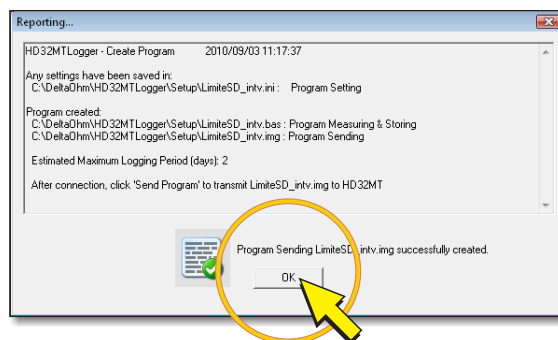 Reporting...
HD32MTLogger - Create Program 2010/09/03 11:17:37
Any settings have been saved in:
C:\DeltaOhm\HD32MTLogger\Setup\LimiteSD_intv.ini : Program Setting
Program created:
C:\DeltaOhm\HD32MTLogger\Setup\LimiteSD_intv.bas : Program Measuring & Storing
C:\DeltaOhm\HD32MTLogger\Setup\LimiteSD_intv.img : Program Sending
Estimated Maximum Logging Period (days): 2
After connection, click 'Send Program' to transmit LimiteSD_intv.img to HD32MT
Program Sending LimiteSD_intv.img successfully created.
OK